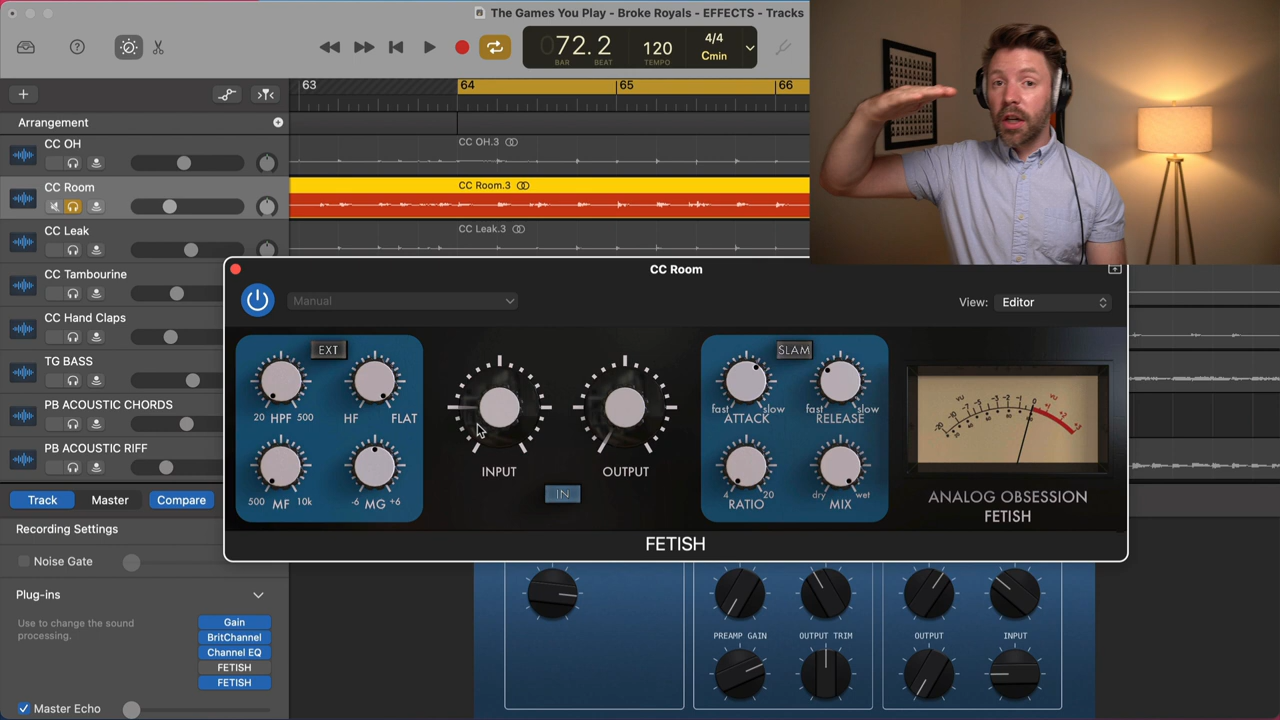 The Games You Play - Broke Royals - EFFECTS - Tracks
72.2
BAR
BEAT
120
TEMPO
4/4
Cmin
63
64
65
66
Arrangement
CC OH
CC OH.3
CC Room
CC Room.3
CC Leak
CC Leak.3
CC Tambourine
CC Hand Claps
TG BASS
PB ACOUSTIC CHORDS
PB ACOUSTIC RIFF
Track
Master
Compare
Recording Settings
Noise Gate
Plug-ins
Use to change the sound
processing.
Gain
BritChannel
Channel EQ
FETISH
FETISH
Master Echo
CC Room
Manual
View:
Editor
EXT
20 HPF 500
HF FLAT
500 MF 10k
-6 MG +6
INPUT
OUTPUT
IN
SLAM
fast slow
ATTACK
fast slow
RELEASE
4 20
RATIO
dry wet
MIX
VU
VU
ANALOG OBSESSION
FETISH
FETISH
PREAMP GAIN
OUTPUT TRIM
OUTPUT
INPUT